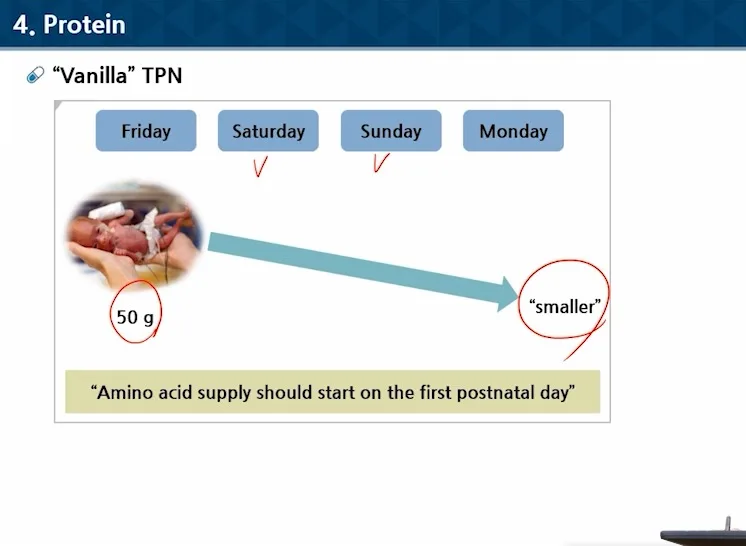 4. Protein
“Vanilla” TPN
Friday Saturday Sunday Monday
50 g
“smaller”
“Amino acid supply should start on the first postnatal day”